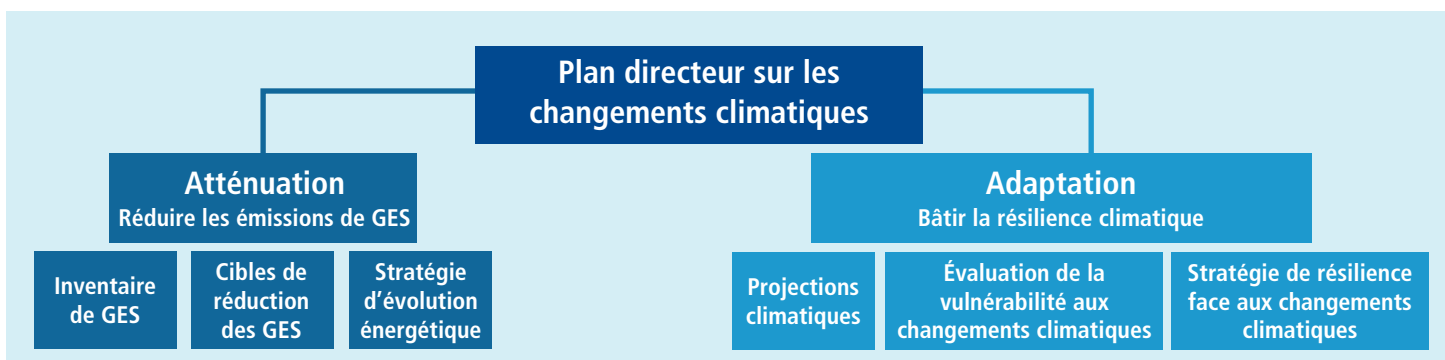 Plan directeur sur les
changements climatiques
Atténuation
Réduire les émissions de GES
Adaptation
Bâtir la résilience climatique
Inventaire
de GES
Cibles de
réduction
des GES
Stratégie
d'évolution
énergétique
Projections
climatiques
Évaluation de la
vulnérabilité aux
changements climatiques
Stratégie de résilience
face aux changements
climatiques